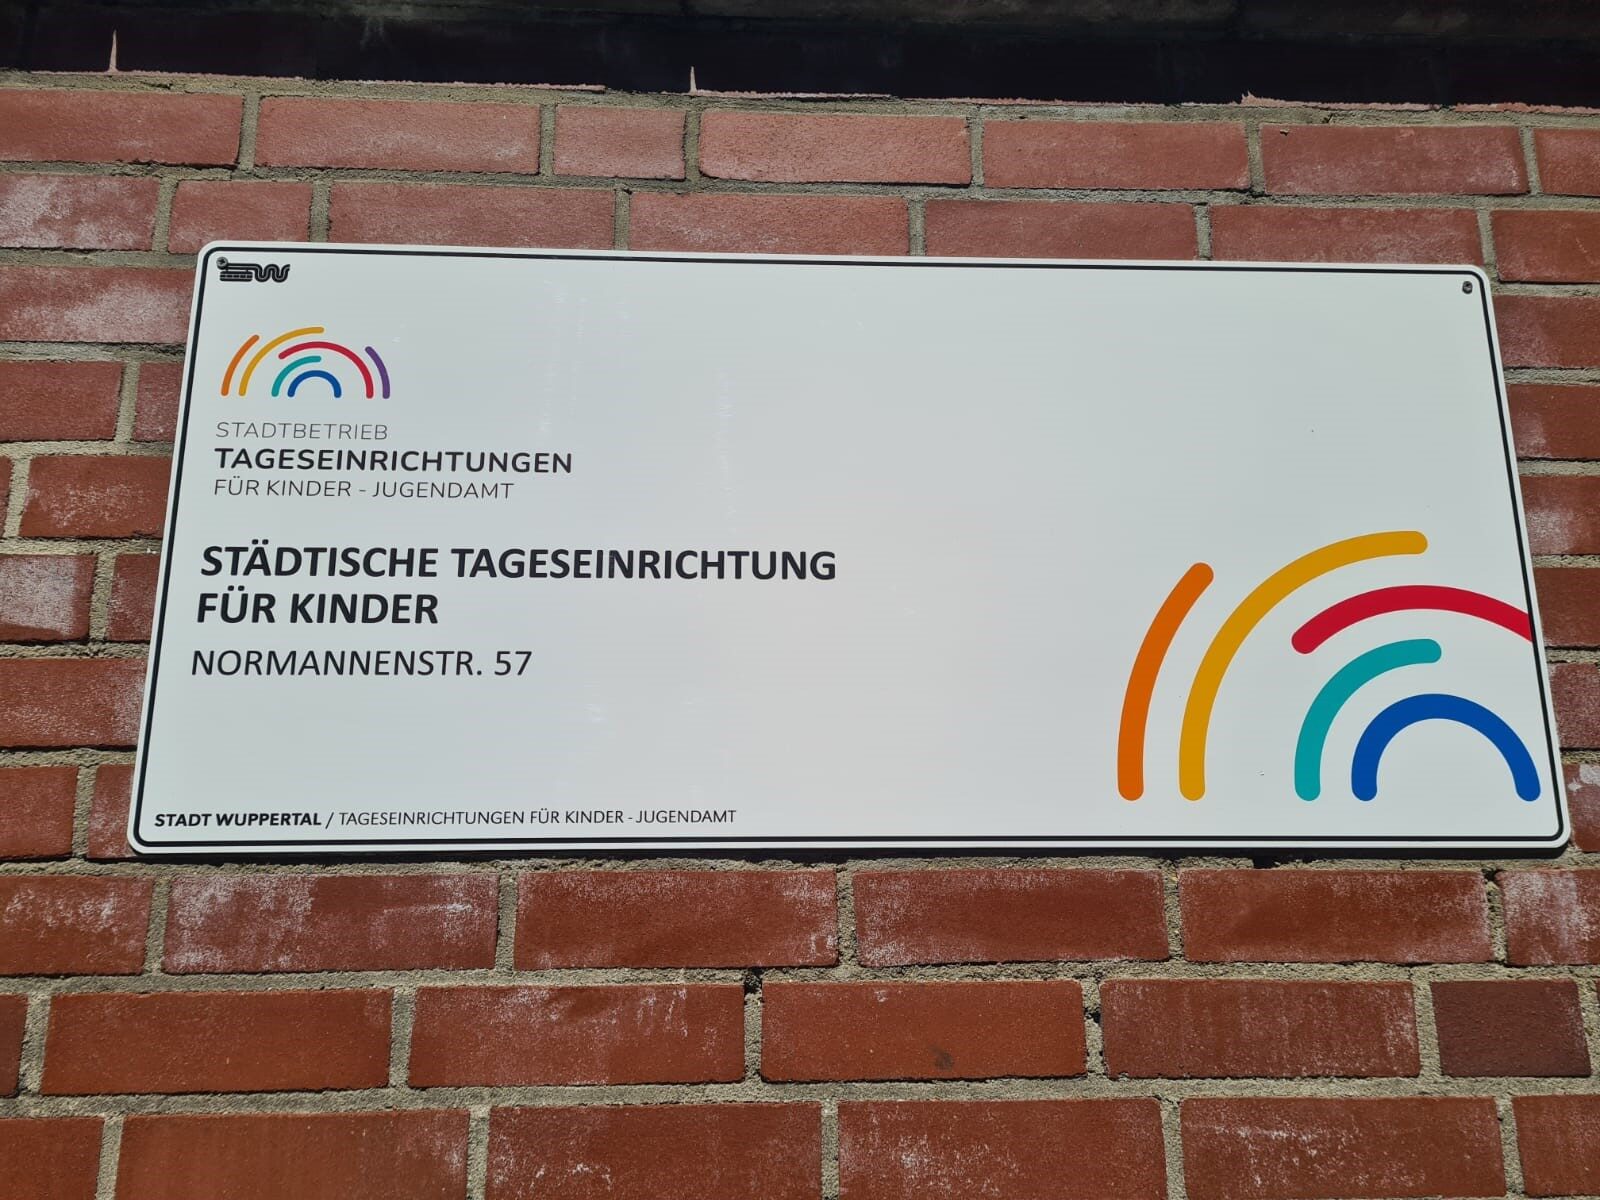 STADTBETRIEB
TAGESEINRICHTUNGEN
FÜR KINDER - JUGENDAMT
STÄDTISCHE TAGESEINRICHTUNG
FÜR KINDER
NORMANNENSTR. 57
STADT WUPPERTAL / TAGESEINRICHTUNGEN FÜR KINDER - JUGENDAMT